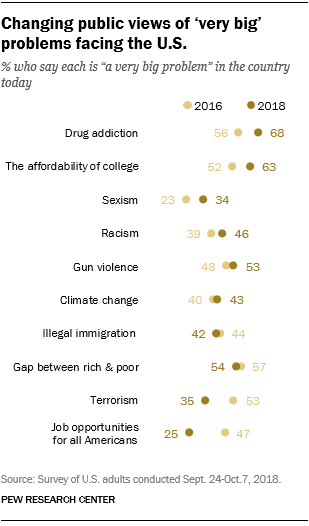 Changing public views of ‘very big’
problems facing the U.S.
% who say each is “a very big problem” in the country
today
2016 2018
Drug addiction 56 68
The affordability of college 52 63
Sexism 23 34
Racism 39 46
Gun violence 48 53
Climate change 40 43
Illegal immigration 42 44
Gap between rich & poor 54 57
Terrorism 35 53
Job opportunities
for all Americans 25 47
Source: Survey of U.S. adults conducted Sept. 24-Oct.7, 2018.
PEW RESEARCH CENTER